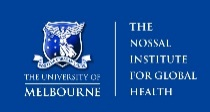 THE UNIVERSITY OF
MELBOURNE
THE
NOSSAL
INSTITUTE
FOR GLOBAL
HEALTH